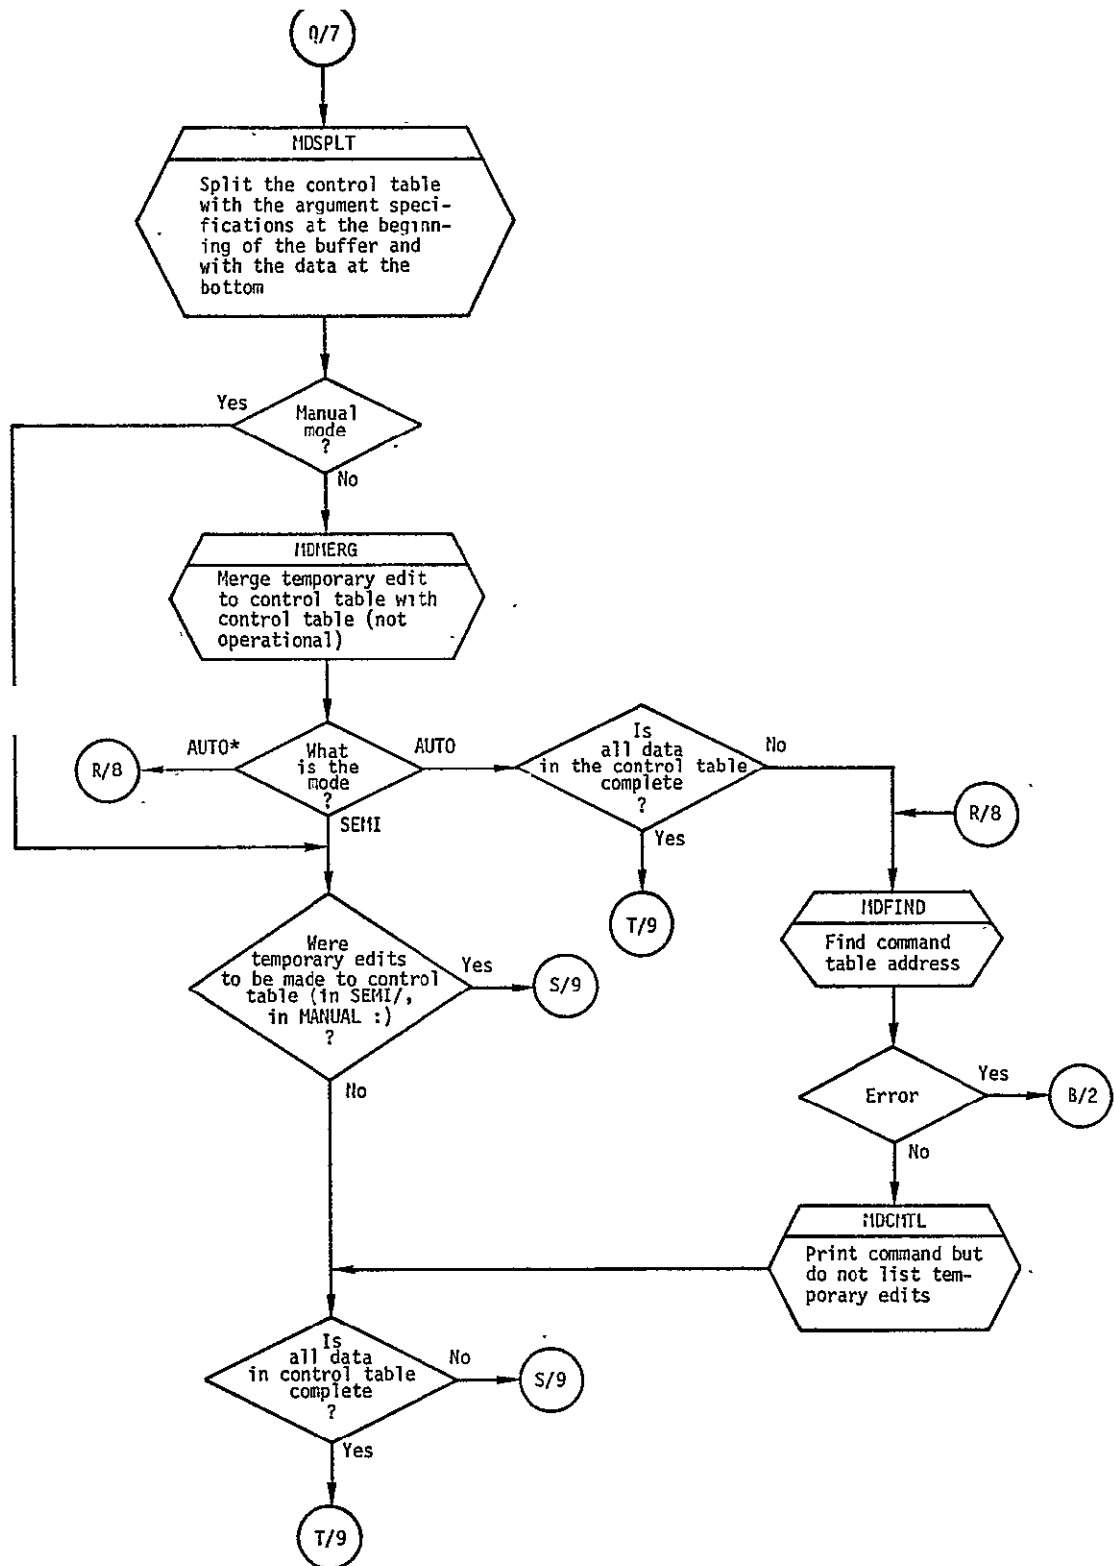 Q/7
MDSPLT
Split the control table
with the argument speci-
fications at the beginn-
ing of the buffer and
with the data at the
bottom
Yes
Manual
mode
?
No
MDMERG
Merge temporary edit
to control table with
control table (not
operational)
R/8
AUTO*
What
is the
mode
?
AUTO
SEMI
Is
all data
in the control table
complete
?
No
Yes
T/9
R/8
MDFIND
Find command
table address
Were
temporary edits
to be made to control
table (in SEMI/,
in MANUAL :)
?
Yes
S/9
No
Error
Yes
B/2
No
MDCMTL
Print command but
do not list tem-
porary edits
Is
all data
in control table
complete
?
No
S/9
Yes
T/9